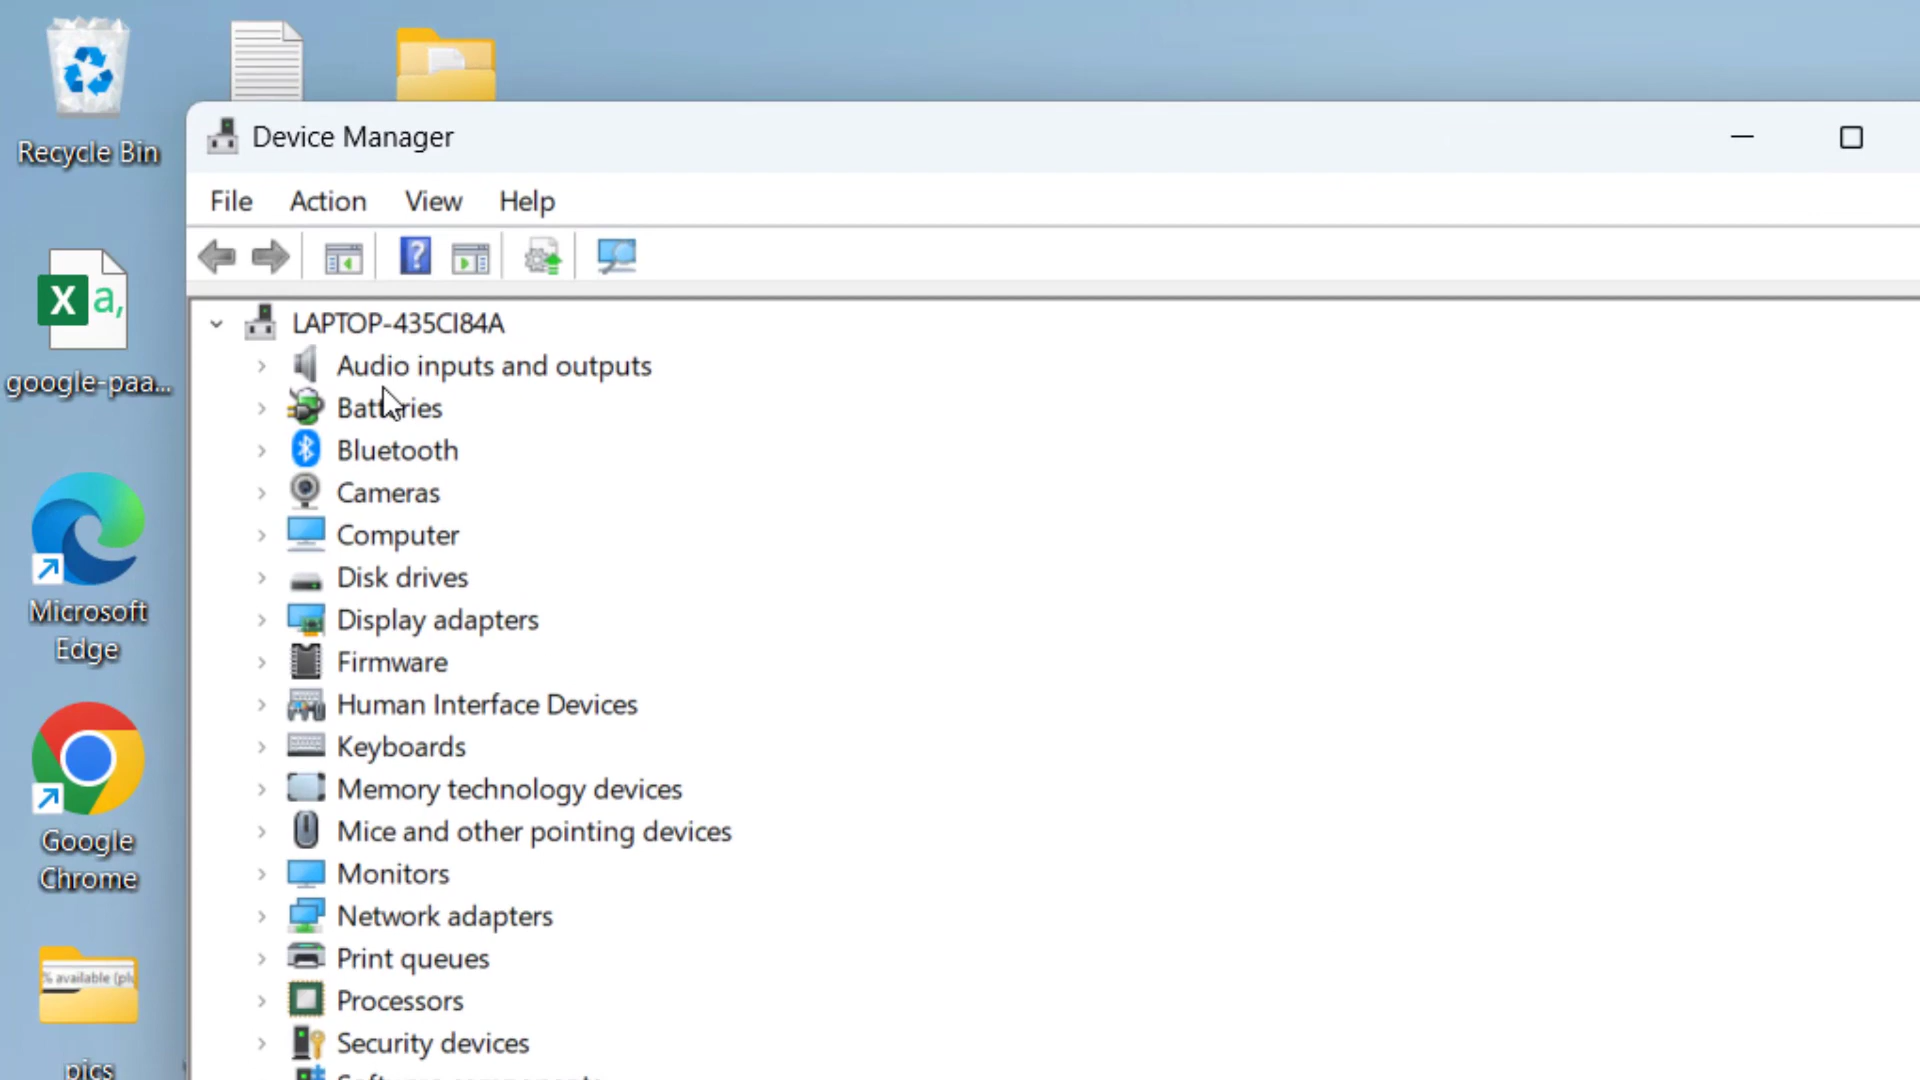 Recycle Bin
Device Manager
File Action View Help
google-paa...
X a,
LAPTOP-435CI84A
Audio inputs and outputs
Batteries
Bluetooth
Cameras
Computer
Disk drives
Display adapters
Firmware
Human Interface Devices
Keyboards
Memory technology devices
Mice and other pointing devices
Monitors
Network adapters
Print queues
Processors
Security devices
Microsoft
Edge
Google
Chrome
% available (plu
pics